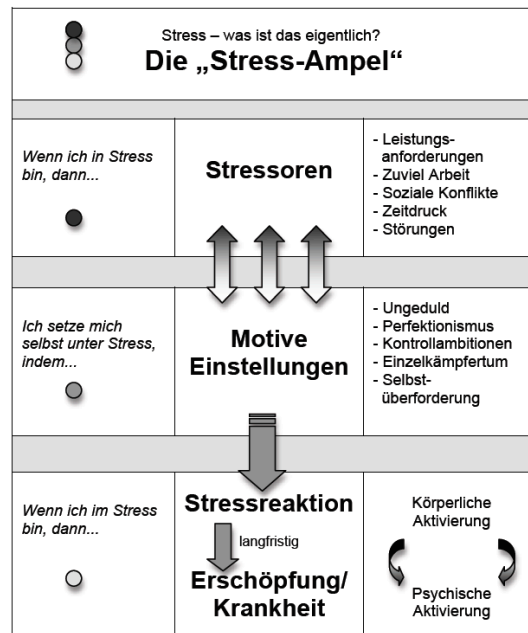 Stress – was ist das eigentlich?
Die „Stress-Ampel“
Wenn ich in Stress
bin, dann...
Stressoren
- Leistungs-
anforderungen
- Zuviel Arbeit
- Soziale Konflikte
- Zeitdruck
- Störungen
Ich setze mich
selbst unter Stress,
indem...
Motive
Einstellungen
- Ungeduld
- Perfektionismus
- Kontrollambitionen
- Einzelkämpfertum
- Selbst-
überforderung
Wenn ich im Stress
bin, dann...
Stressreaktion
langfristig
Erschöpfung/
Krankheit
Körperliche
Aktivierung
Psychische
Aktivierung